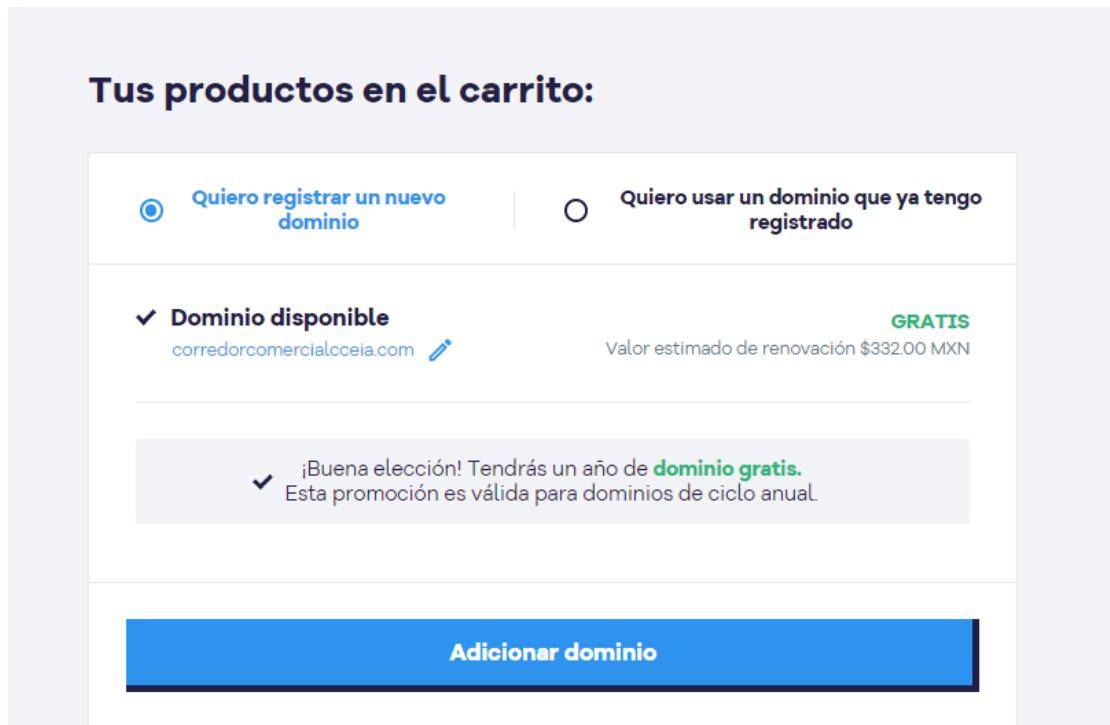 Tus productos en el carrito:
Quiero registrar un nuevo
dominio
Quiero usar un dominio que ya tengo
registrado
Dominio disponible
GRATIS
corredorcomercialcceia.com
Valor estimado de renovación $332.00 MXN
¡Buena elección! Tendrás un año de dominio gratis.
Esta promoción es válida para dominios de ciclo anual.
Adicionar dominio